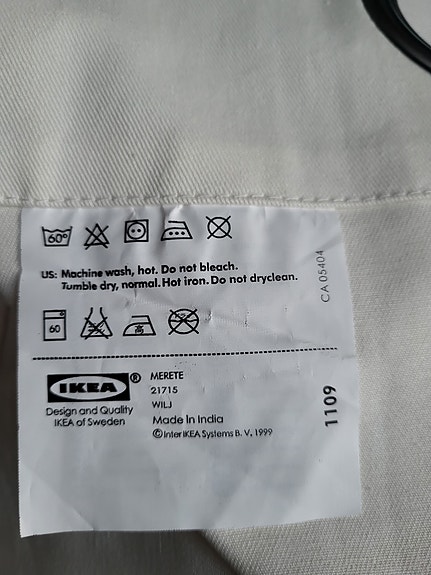 60°
US: Machine wash, hot. Do not bleach.
Tumble dry, normal. Hot iron. Do not dryclean.
CA 05404
60
IKEA®
Design and Quality
IKEA of Sweden
MERETE
21715
WILJ
Made in India
©Inter IKEA Systems B. V. 1999
1109